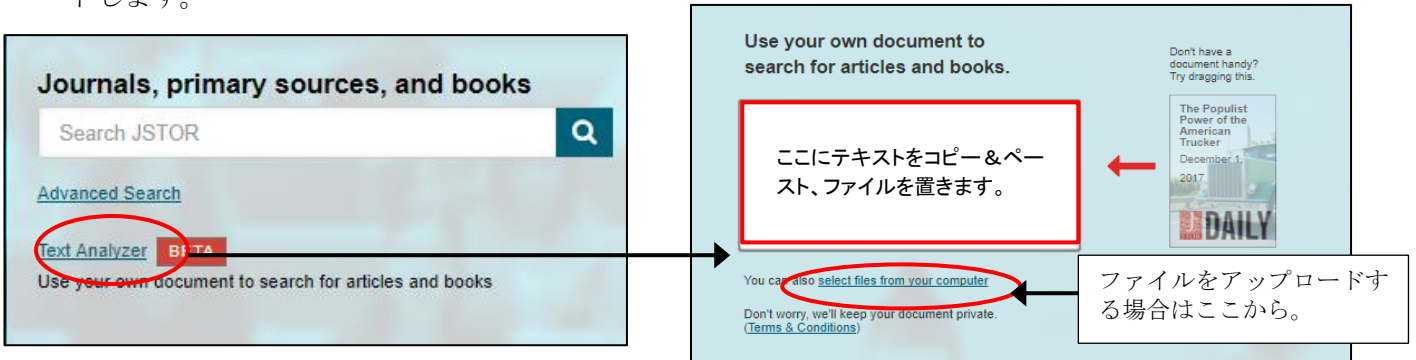 トします。
Journals, primary sources, and books
Search JSTOR
Advanced Search
Text Analyzer BETA
Use your own document to search for articles and books
Use your own document to
search for articles and books.
ここにテキストをコピー＆ペー
スト、ファイルを置きます。
Don't have a
document handy?
Try dragging this.
The Populist
Power of the
American
Trucker
December 1,
2017
J DAILY
You can also select files from your computer
Don't worry, we'll keep your document private.
(Terms & Conditions)
ファイルをアップロードす
る場合はここから。